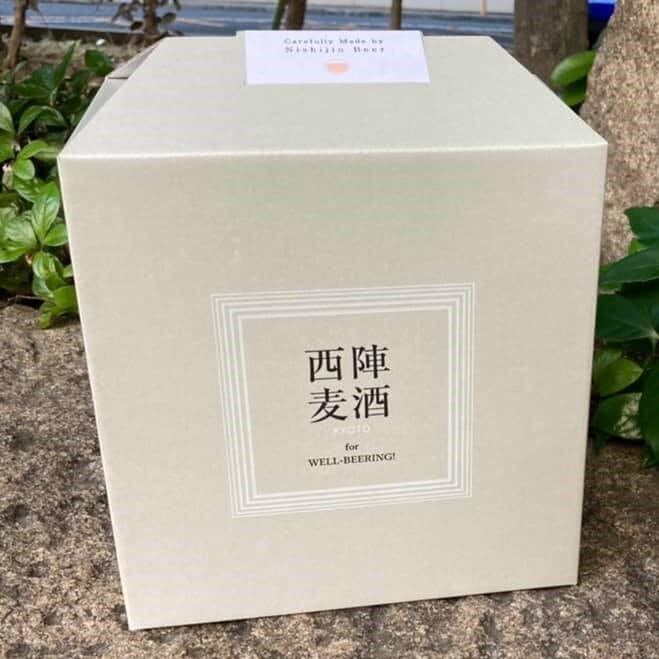 Carefully Made by
Nishijin Beer
西陣
麦酒
KYOTO
for
WELL-BEERING!